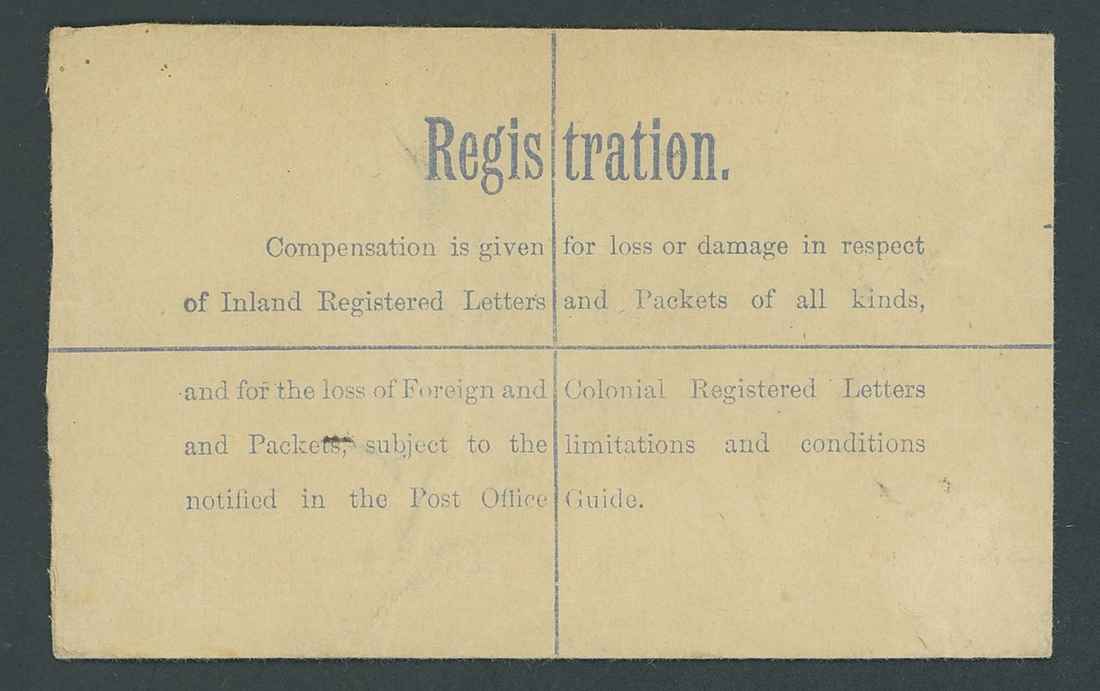 Registration.
Compensation is given for loss or damage in respect
of Inland Registered Letters and Packets of all kinds,
and for the loss of Foreign and Colonial Registered Letters
and Packets, subject to the limitations and conditions
notified in the Post Office Guide.